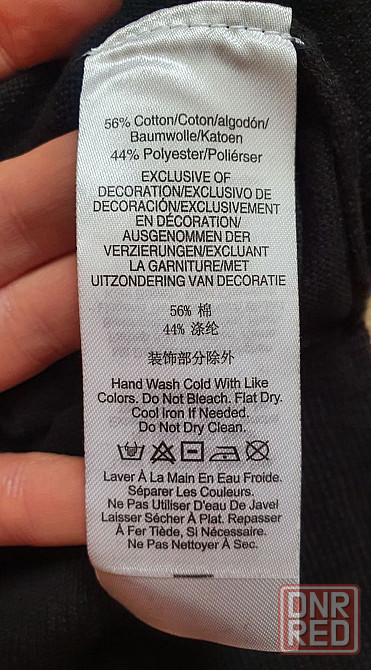 56% Cotton/Coton/algodón/
Baumwolle/Katoen
44% Polyester/Poliérser
EXCLUSIVE OF
DECORATION/EXCLUSIVO DE
DECORACIÓN/EXCLUSIVEMENT
EN DÉCORATION/
AUSGENOMMEN DER
VERZIERUNGEN/EXCLUANT
LA GARNITURE/MET
UITZONDERING VAN DECORATIE
56% 棉
44% 涤纶
装饰部分除外
Hand Wash Cold With Like
Colors. Do Not Bleach. Flat Dry.
Cool Iron If Needed.
Do Not Dry Clean.
Laver À La Main En Eau Froide.
Séparer Les Couleurs.
Ne Pas Utiliser D'eau De Javel
Laisser Sécher À Plat. Repasser
À Fer Tiède, Si Nécessaire.
Ne Pas Nettoyer À Sec.
DNR
RED